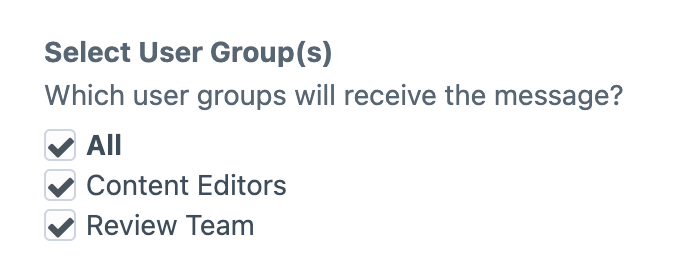 Select User Group(s)
Which user groups will receive the message?
All
Content Editors
Review Team